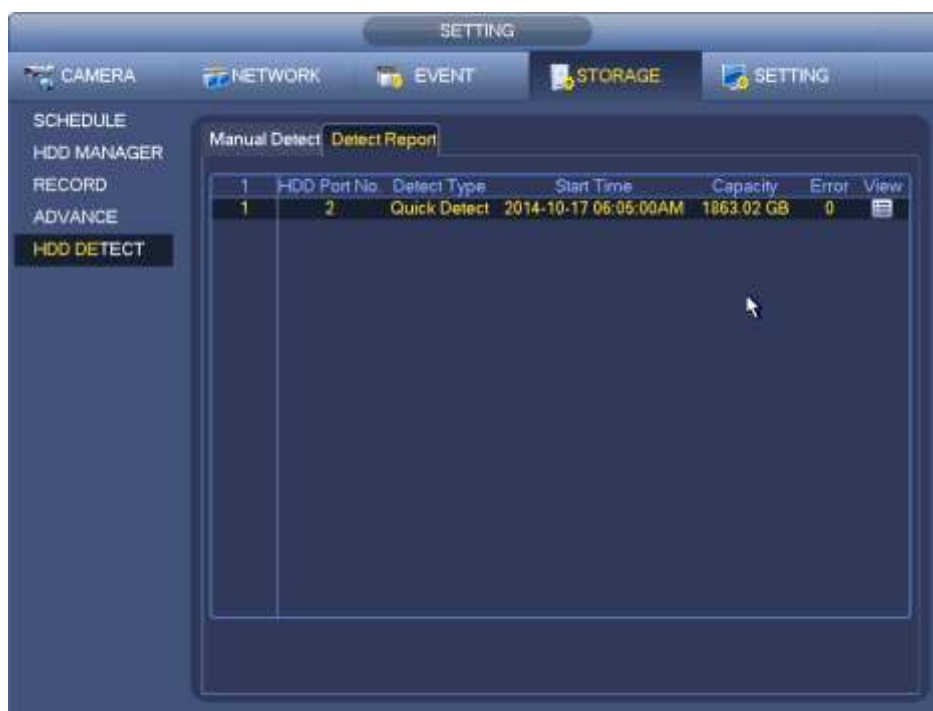 SETTING
CAMERA NETWORK EVENT STORAGE SETTING
SCHEDULE
HDD MANAGER
RECORD
ADVANCE
HDD DETECT
Manual Detect Detect Report
1 HDD Port No. Detect Type Start Time Capacity Error View
1 2 Quick Detect 2014-10-17 06:05:00AM 1863.02 GB 0